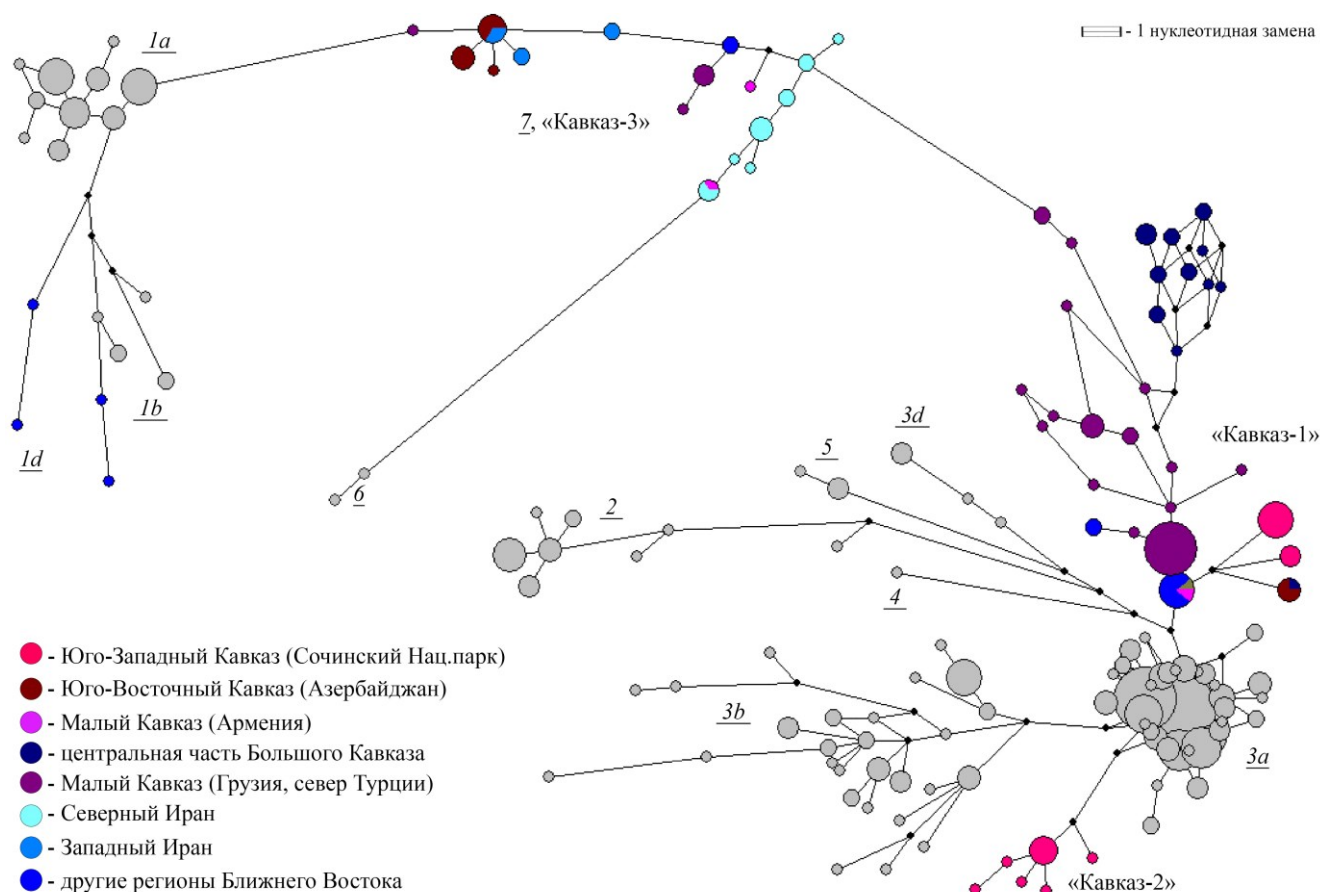 1a
- 1 нуклеотидная замена
7, «Кавказ-3»
1b
1d
6
3d
5
2
4
«Кавказ-1»
3b
3a
«Кавказ-2»
- Юго-Западный Кавказ (Сочинский Нац.парк)
- Юго-Восточный Кавказ (Азербайджан)
- Малый Кавказ (Армения)
- центральная часть Большого Кавказа
- Малый Кавказ (Грузия, север Турции)
- Северный Иран
- Западный Иран
- другие регионы Ближнего Востока